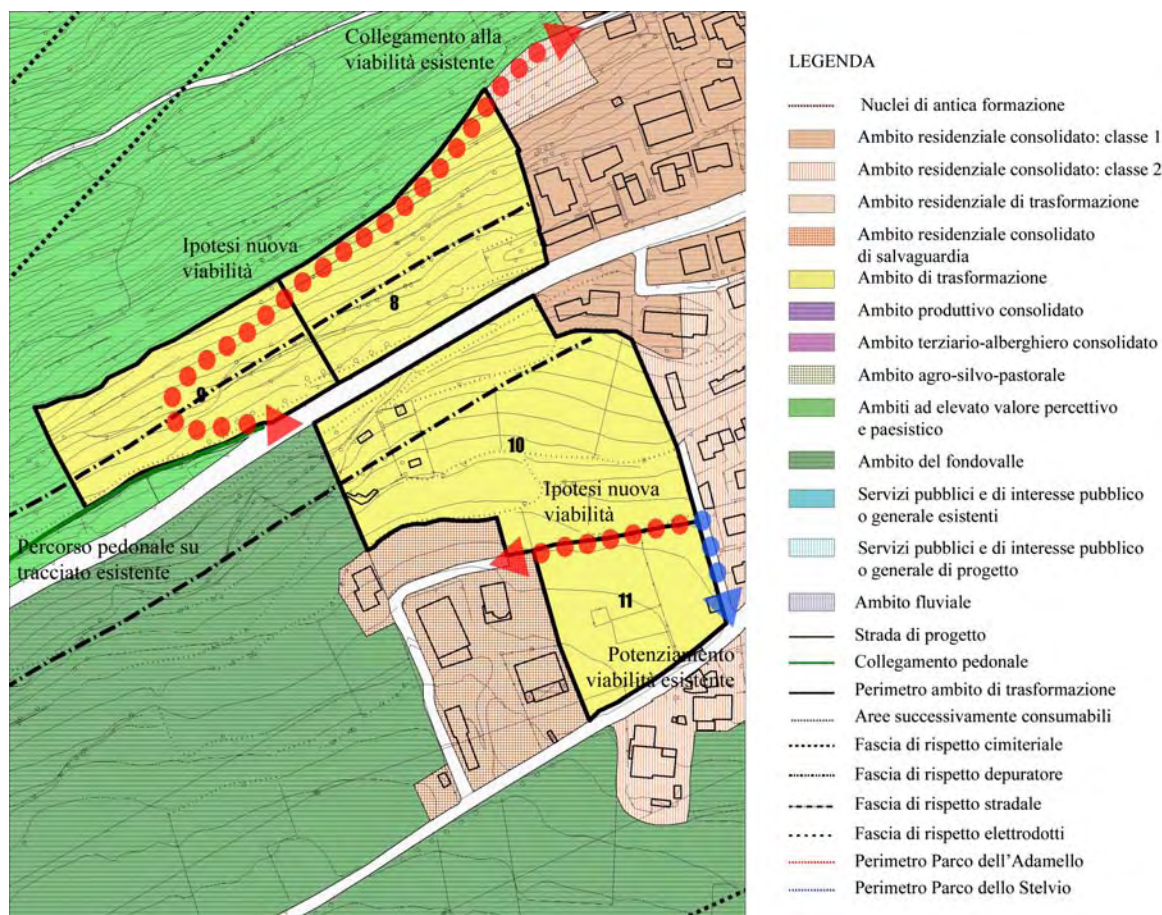 Collegamento alla
viabilità esistente
Ipotesi nuova
viabilità
8
9
10
Ipotesi nuova
viabilità
Percorso pedonale su
tracciato esistente
11
Potenziamento
viabilità esistente
LEGENDA
Nuclei di antica formazione
Ambito residenziale consolidato: classe 1
Ambito residenziale consolidato: classe 2
Ambito residenziale di trasformazione
Ambito residenziale consolidato
di salvaguardia
Ambito di trasformazione
Ambito produttivo consolidato
Ambito terziario-alberghiero consolidato
Ambito agro-silvo-pastorale
Ambiti ad elevato valore percettivo
e paesistico
Ambito del fondovalle
Servizi pubblici e di interesse pubblico
o generale esistenti
Servizi pubblici e di interesse pubblico
o generale di progetto
Ambito fluviale
Strada di progetto
Collegamento pedonale
Perimetro ambito di trasformazione
Aree successivamente consumabili
Fascia di rispetto cimiteriale
Fascia di rispetto depuratore
Fascia di rispetto stradale
Fascia di rispetto elettrodotti
Perimetro Parco dell'Adamello
Perimetro Parco dello Stelvio